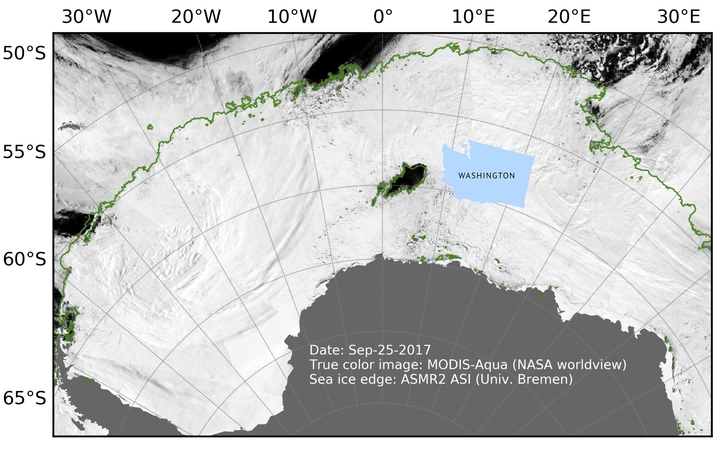 30°W 20°W 10°W 0° 10°E 20°E 30°E
50°S
55°S
WASHINGTON
60°S
Date: Sep-25-2017
True color image: MODIS-Aqua (NASA worldview)
Sea ice edge: ASMR2 ASI (Univ. Bremen)
65°S